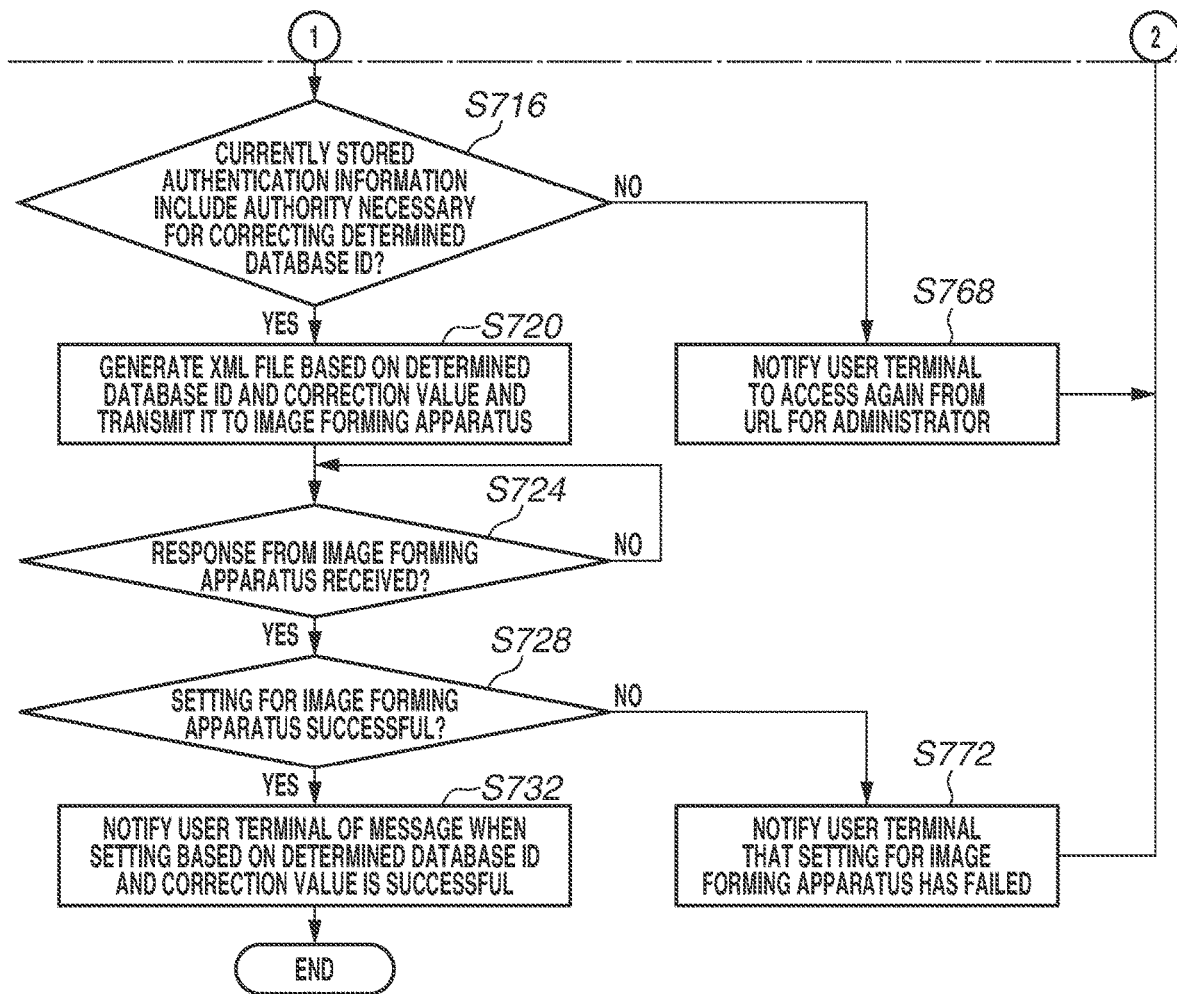 1
2
S716
CURRENTLY STORED
AUTHENTICATION INFORMATION
INCLUDE AUTHORITY NECESSARY
FOR CORRECTING DETERMINED
DATABASE ID?
NO
YES
S720
GENERATE XML FILE BASED ON DETERMINED
DATABASE ID AND CORRECTION VALUE AND
TRANSMIT IT TO IMAGE FORMING APPARATUS
S768
NOTIFY USER TERMINAL
TO ACCESS AGAIN FROM
URL FOR ADMINISTRATOR
S724
RESPONSE FROM IMAGE FORMING
APPARATUS RECEIVED?
NO
YES
S728
SETTING FOR IMAGE FORMING
APPARATUS SUCCESSFUL?
NO
YES
S732
NOTIFY USER TERMINAL OF MESSAGE WHEN
SETTING BASED ON DETERMINED DATABASE ID
AND CORRECTION VALUE IS SUCCESSFUL
S772
NOTIFY USER TERMINAL
THAT SETTING FOR IMAGE
FORMING APPARATUS HAS FAILED
END